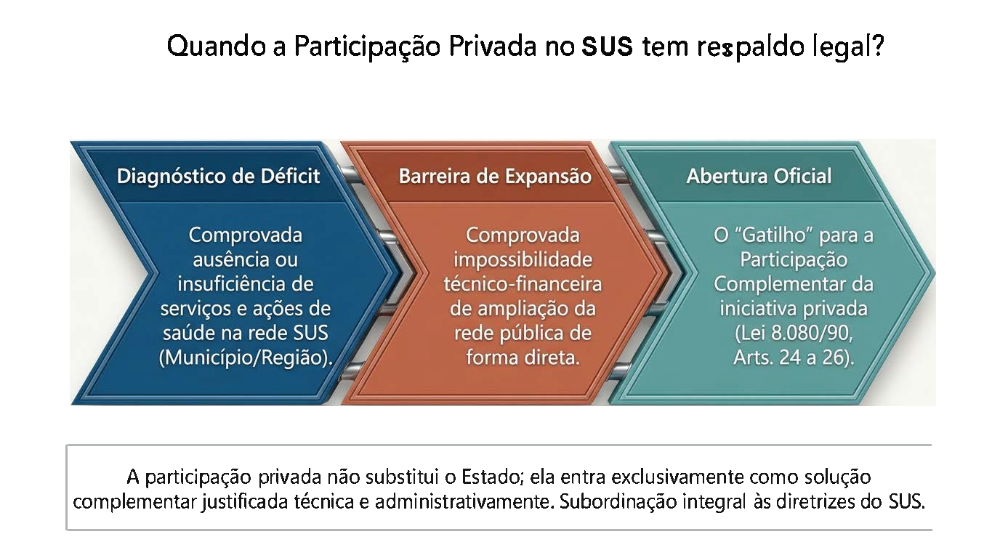 Quando a Participação Privada no SUS tem respaldo legal?
Diagnóstico de Déficit
Comprovada
ausência ou
insuficiência de
serviços e ações de
saúde na rede SUS
(Município/Região).
Barreira de Expansão
Comprovada
impossibilidade
técnico-financeira
de ampliação da
rede pública de
forma direta.
Abertura Oficial
O “Gatilho” para a
Participação
Complementar da
iniciativa privada
(Lei 8.080/90,
Arts. 24 a 26).
A participação privada não substitui o Estado; ela entra exclusivamente como solução
complementar justificada técnica e administrativamente. Subordinação integral às diretrizes do SUS.